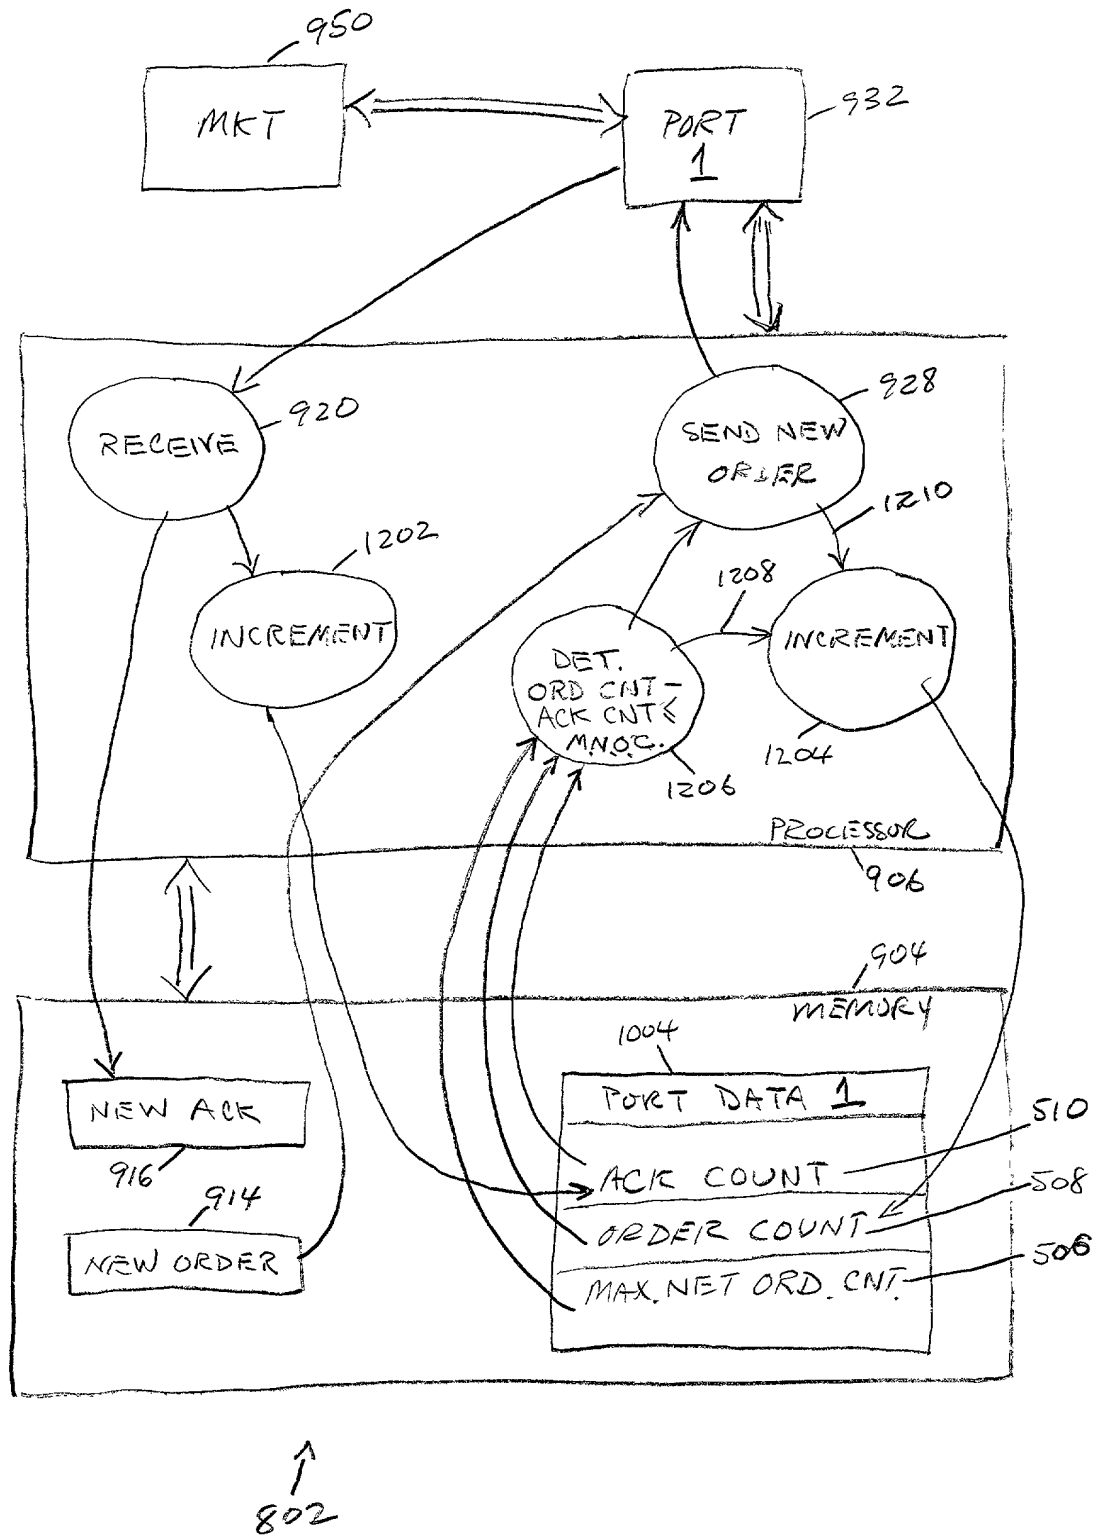 950
MKT
PORT
1
932
RECEIVE
920
SEND NEW
ORDER
928
1210
1202
INCREMENT
1208
DET.
ORD CNT –
ACK CNT ≤
M.N.O.C.
1206
INCREMENT
1204
PROCESSOR
906
904
MEMORY
1004
PORT DATA 1
NEW ACK
916
ACK COUNT
510
914
NEW ORDER
ORDER COUNT
508
MAX. NET ORD. CNT.
506
802